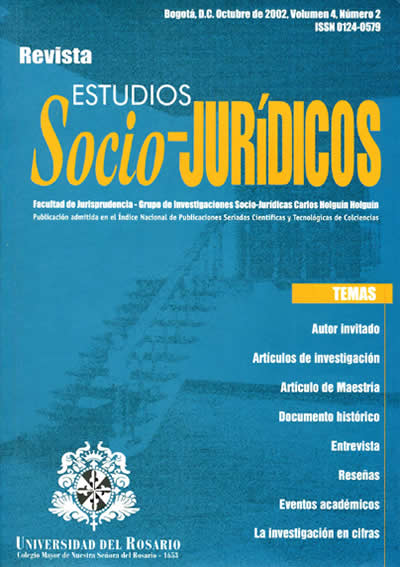 Bogotá, D.C. Octubre de 2002, Volumen 4, Número 2
ISSN 0124-0579
Revista
ESTUDIOS
Socio-JURÍDICOS
Facultad de Jurisprudencia - Grupo de Investigaciones Socio-Jurídicas Carlos Holguín Holguín
Publicación admitida en el Índice Nacional de Publicaciones Seriadas Científicas y Tecnológicas de Colciencias
TEMAS
Autor invitado
Artículos de investigación
Artículo de Maestría
Documento histórico
Entrevista
Reseñas
Eventos académicos
La investigación en cifras
UNIVERSIDAD DEL ROSARIO
Colegio Mayor de Nuestra Señora del Rosario - 1653